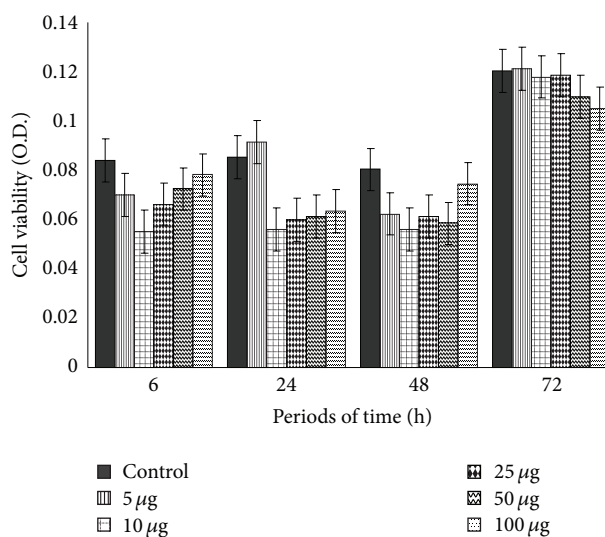 0.14
0.12
0.1
0.08
0.06
0.04
0.02
0
Cell viability (O.D.)
6 24 48 72
Periods of time (h)
Control
5 µg
10 µg
25 µg
50 µg
100 µg